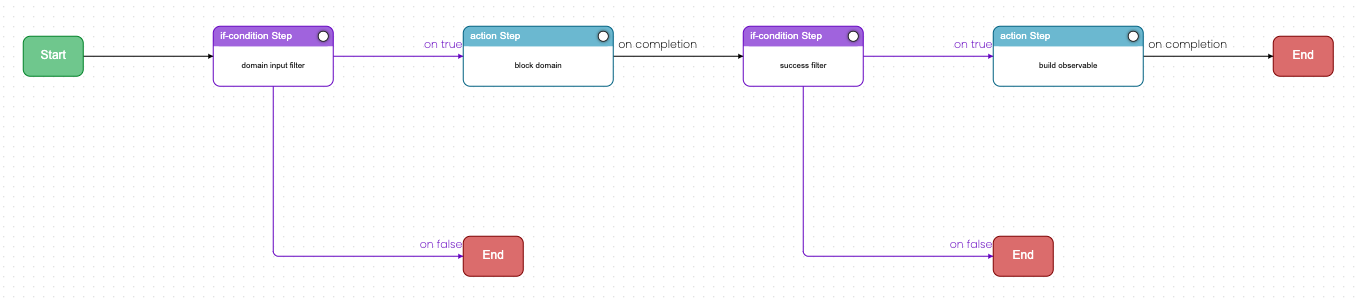 Start
if-condition Step
domain input filter
on true
action Step
block domain
on completion
if-condition Step
success filter
on true
action Step
build observable
on completion
End
on false
End
on false
End